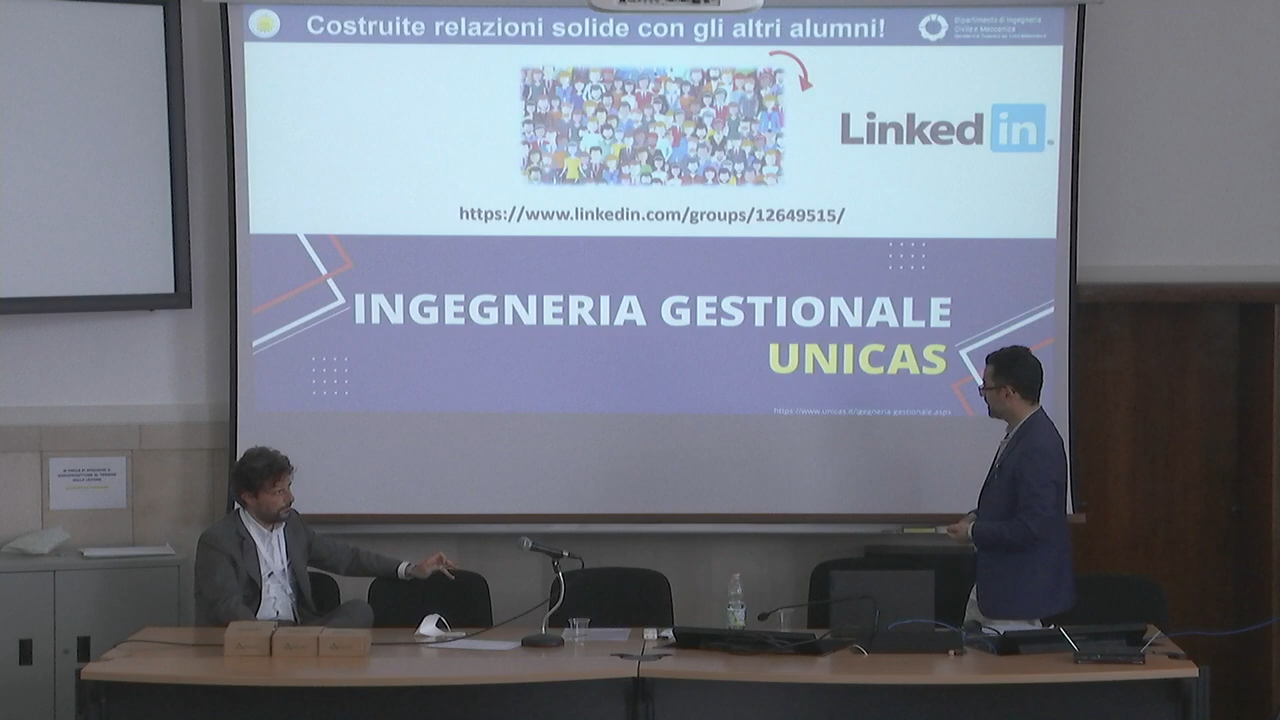 Costruite relazioni solide con gli altri alumni!
Dipartimento di Ingegneria
Civile e Meccanica
Linked in
https://www.linkedin.com/groups/12649515/
INGEGNERIA GESTIONALE
UNICAS
https://www.unicas.it/igegneria-gestionale.aspx